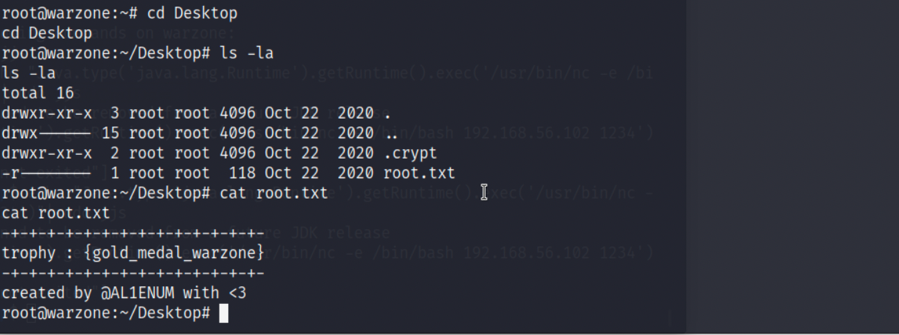 root@warzone:~# cd Desktop
cd Desktop
root@warzone:~/Desktop# ls -la
ls -la
total 16
drwxr-xr-x  3 root root 4096 Oct 22  2020 .
drwx------ 15 root root 4096 Oct 22  2020 ..
drwxr-xr-x  2 root root 4096 Oct 22  2020 .crypt
-r--------  1 root root  118 Oct 22  2020 root.txt
root@warzone:~/Desktop# cat root.txt
cat root.txt
-+-+-+-+-+-+-+-+-+-+-+-+-+-
trophy : {gold_medal_warzone}
-+-+-+-+-+-+-+-+-+-+-+-+-+-
created by @AL1ENUM with <3
root@warzone:~/Desktop#